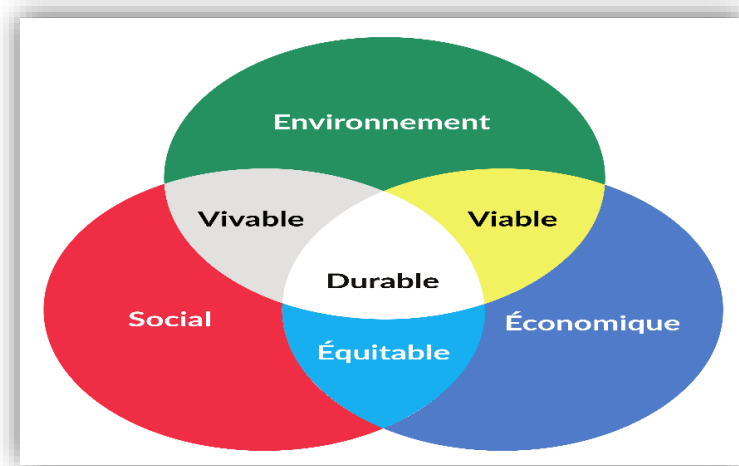 Environnement
Vivable
Viable
Durable
Social
Économique
Équitable